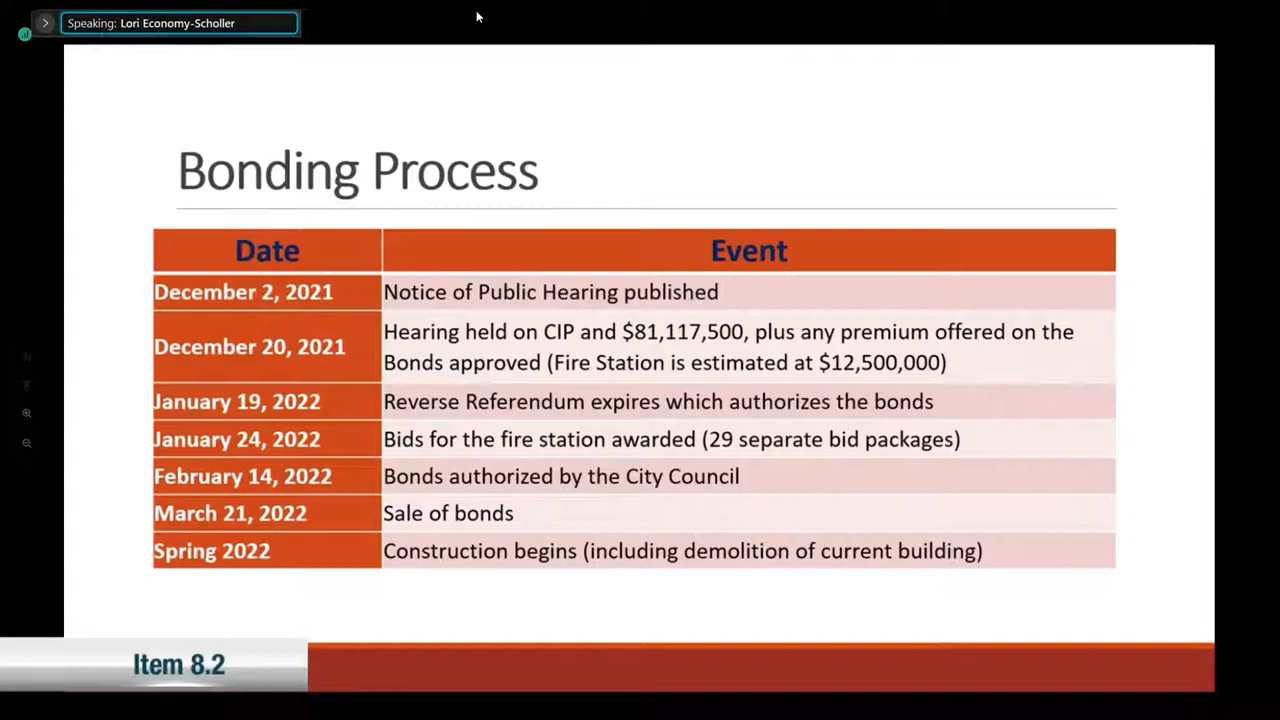 Speaking: Lori Economy-Scholler
Bonding Process
Date Event
December 2, 2021 Notice of Public Hearing published
December 20, 2021 Hearing held on CIP and $81,117,500, plus any premium offered on the
Bonds approved (Fire Station is estimated at $12,500,000)
January 19, 2022 Reverse Referendum expires which authorizes the bonds
January 24, 2022 Bids for the fire station awarded (29 separate bid packages)
February 14, 2022 Bonds authorized by the City Council
March 21, 2022 Sale of bonds
Spring 2022 Construction begins (including demolition of current building)
Item 8.2